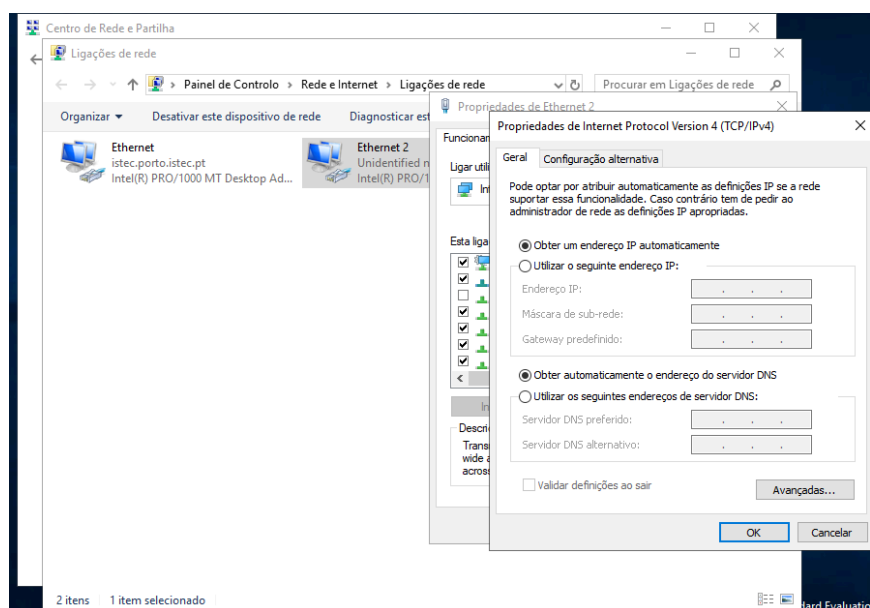 Centro de Rede e Partilha
Ligações de rede
Painel de Controlo > Rede e Internet > Ligações de rede
Procurar em Ligações de rede
Organizar
Desativar este dispositivo de rede
Diagnosticar est
Ethernet
istec.porto.istec.pt
Intel(R) PRO/1000 MT Desktop Ad...
Ethernet 2
Unidentified n
Intel(R) PRO/1
Propriedades de Ethernet 2
Funcionar
Ligar utili
In
Esta liga
In
Descri
Trans
wide a
across
Propriedades de Internet Protocol Version 4 (TCP/IPv4)
Geral
Configuração alternativa
Pode optar por atribuir automaticamente as definições IP se a rede
suportar essa funcionalidade. Caso contrário tem de pedir ao
administrador de rede as definições IP apropriadas.
Obter um endereço IP automaticamente
Utilizar o seguinte endereço IP:
Endereço IP:
Máscara de sub-rede:
Gateway predefinido:
Obter automaticamente o endereço do servidor DNS
Utilizar os seguintes endereços de servidor DNS:
Servidor DNS preferido:
Servidor DNS alternativo:
Validar definições ao sair
Avançadas...
OK
Cancelar
2 itens
1 item selecionado
dard Evaluatio